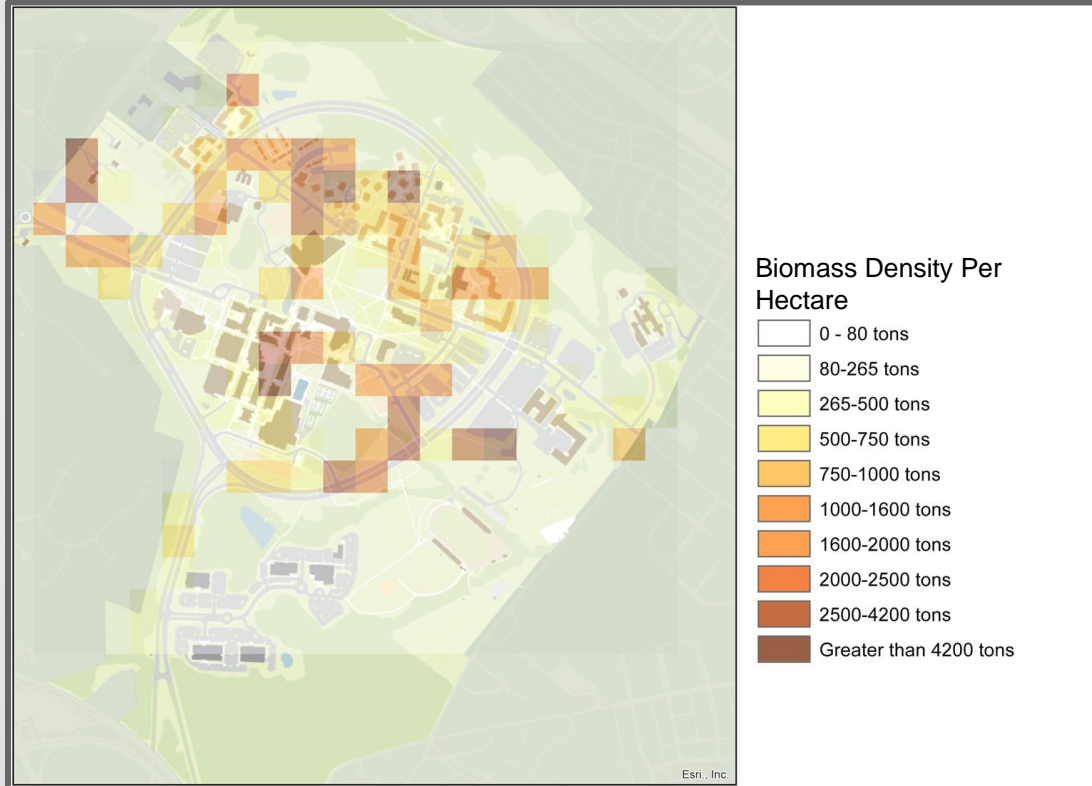 Biomass Density Per
Hectare
0 - 80 tons
80-265 tons
265-500 tons
500-750 tons
750-1000 tons
1000-1600 tons
1600-2000 tons
2000-2500 tons
2500-4200 tons
Greater than 4200 tons
Esri., Inc.